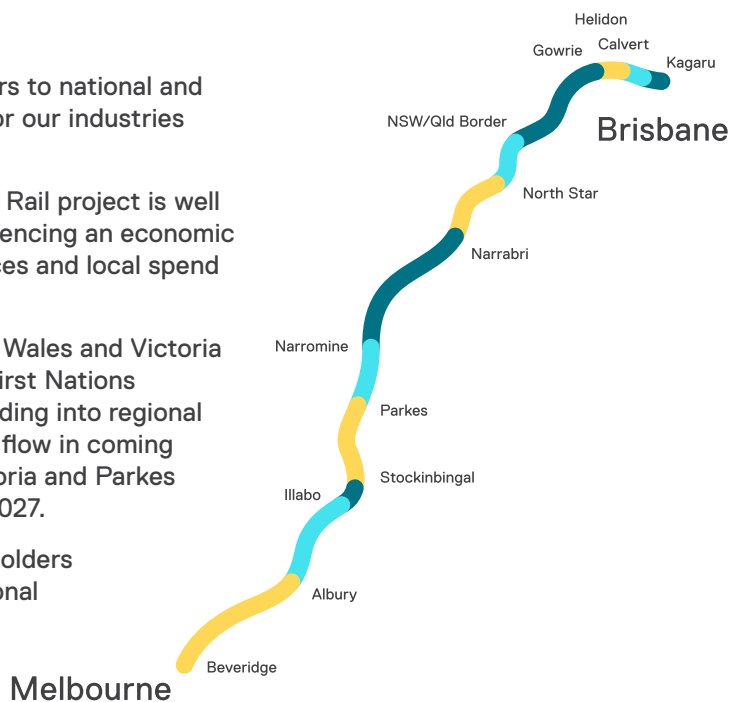 rs to national and
or our industries
Rail project is well
encing an economic
ces and local spend
Wales and Victoria
irst Nations
ding into regional
flow in coming
oria and Parkes
027.
olders
onal
Helidon
Gowrie
Calvert
Kagaru
NSW/Qld Border
Brisbane
North Star
Narrabri
Narromine
Parkes
Stockinbingal
Illabo
Albury
Beveridge
Melbourne